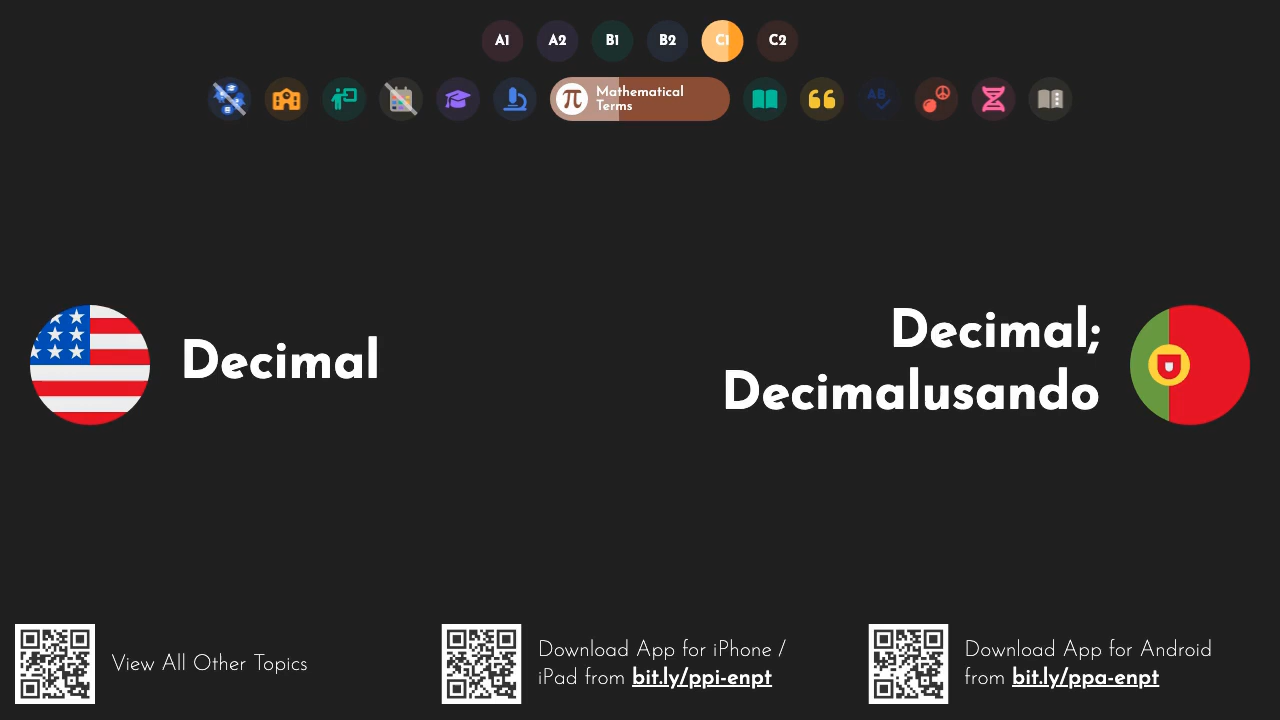 A1 A2 B1 B2 C1 C2
Mathematical
Terms
Decimal
Decimal;
Decimalusando
View All Other Topics
Download App for iPhone /
iPad from bit.ly/ppi-enpt
Download App for Android
from bit.ly/ppa-enpt